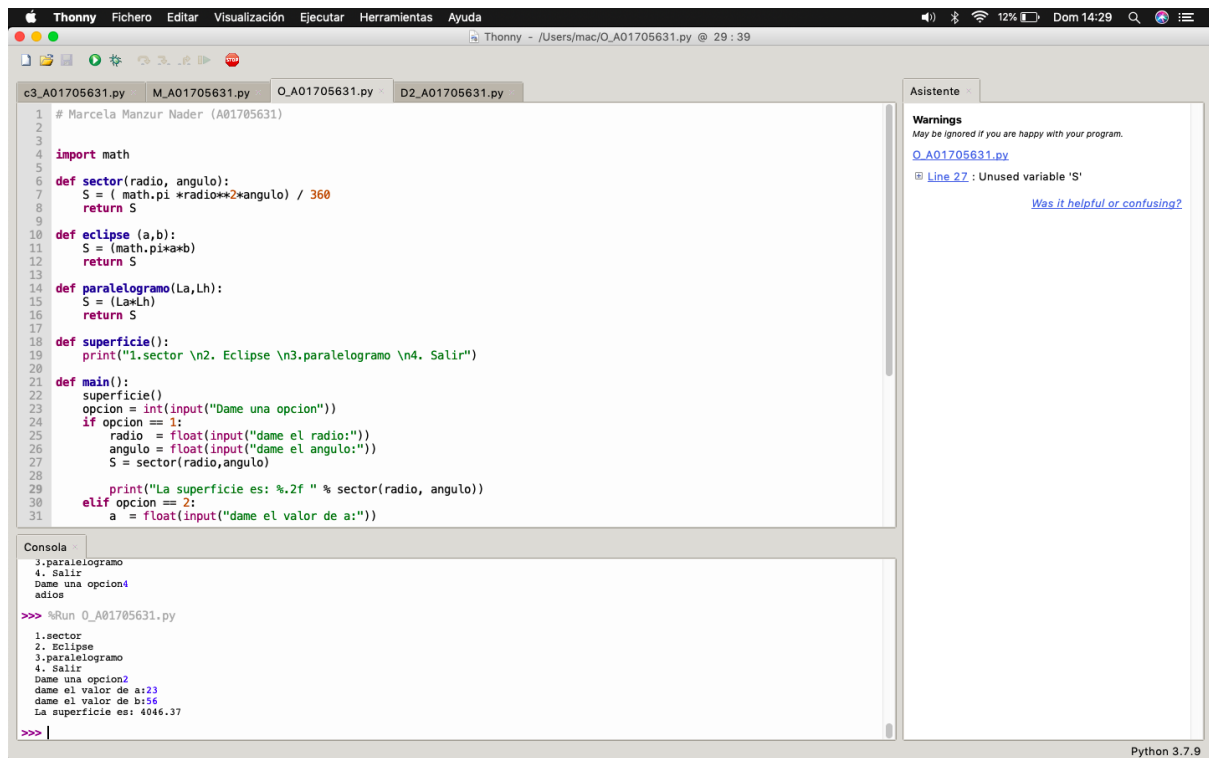 Thonny Fichero Editar Visualización Ejecutar Herramientas Ayuda 12% Dom 14:29
Thonny - /Users/mac/O_A01705631.py @ 29 : 39
STOP
c3_A01705631.py × M_A01705631.py × O_A01705631.py × D2_A01705631.py ×
1 # Marcela Manzur Nader (A01705631)
2
3
4 import math
5
6 def sector(radio, angulo):
7     S = ( math.pi *radio**2*angulo) / 360
8     return S
9
10 def eclipse (a,b):
11     S = (math.pi*a*b)
12     return S
13
14 def paralelogramo(La,Lh):
15     S = (La*Lh)
16     return S
17
18 def superficie():
19     print("1.sector \n2. Eclipse \n3.paralelogramo \n4. Salir")
20
21 def main():
22     superficie()
23     opcion = int(input("Dame una opcion"))
24     if opcion == 1:
25         radio  = float(input("dame el radio:"))
26         angulo = float(input("dame el angulo:"))
27         S = sector(radio,angulo)
28
29         print("La superficie es: %.2f " % sector(radio, angulo))
30     elif opcion == 2:
31         a  = float(input("dame el valor de a:"))
Consola ×
3.paralelogramo
4. Salir
Dame una opcion4
adios
>>> %Run O_A01705631.py
1.sector
2. Eclipse
3.paralelogramo
4. Salir
Dame una opcion2
dame el valor de a:23
dame el valor de b:56
La superficie es: 4046.37
>>>
Asistente ×
Warnings
May be ignored if you are happy with your program.
O_A01705631.py
Line 27 : Unused variable 'S'
Was it helpful or confusing?
Python 3.7.9